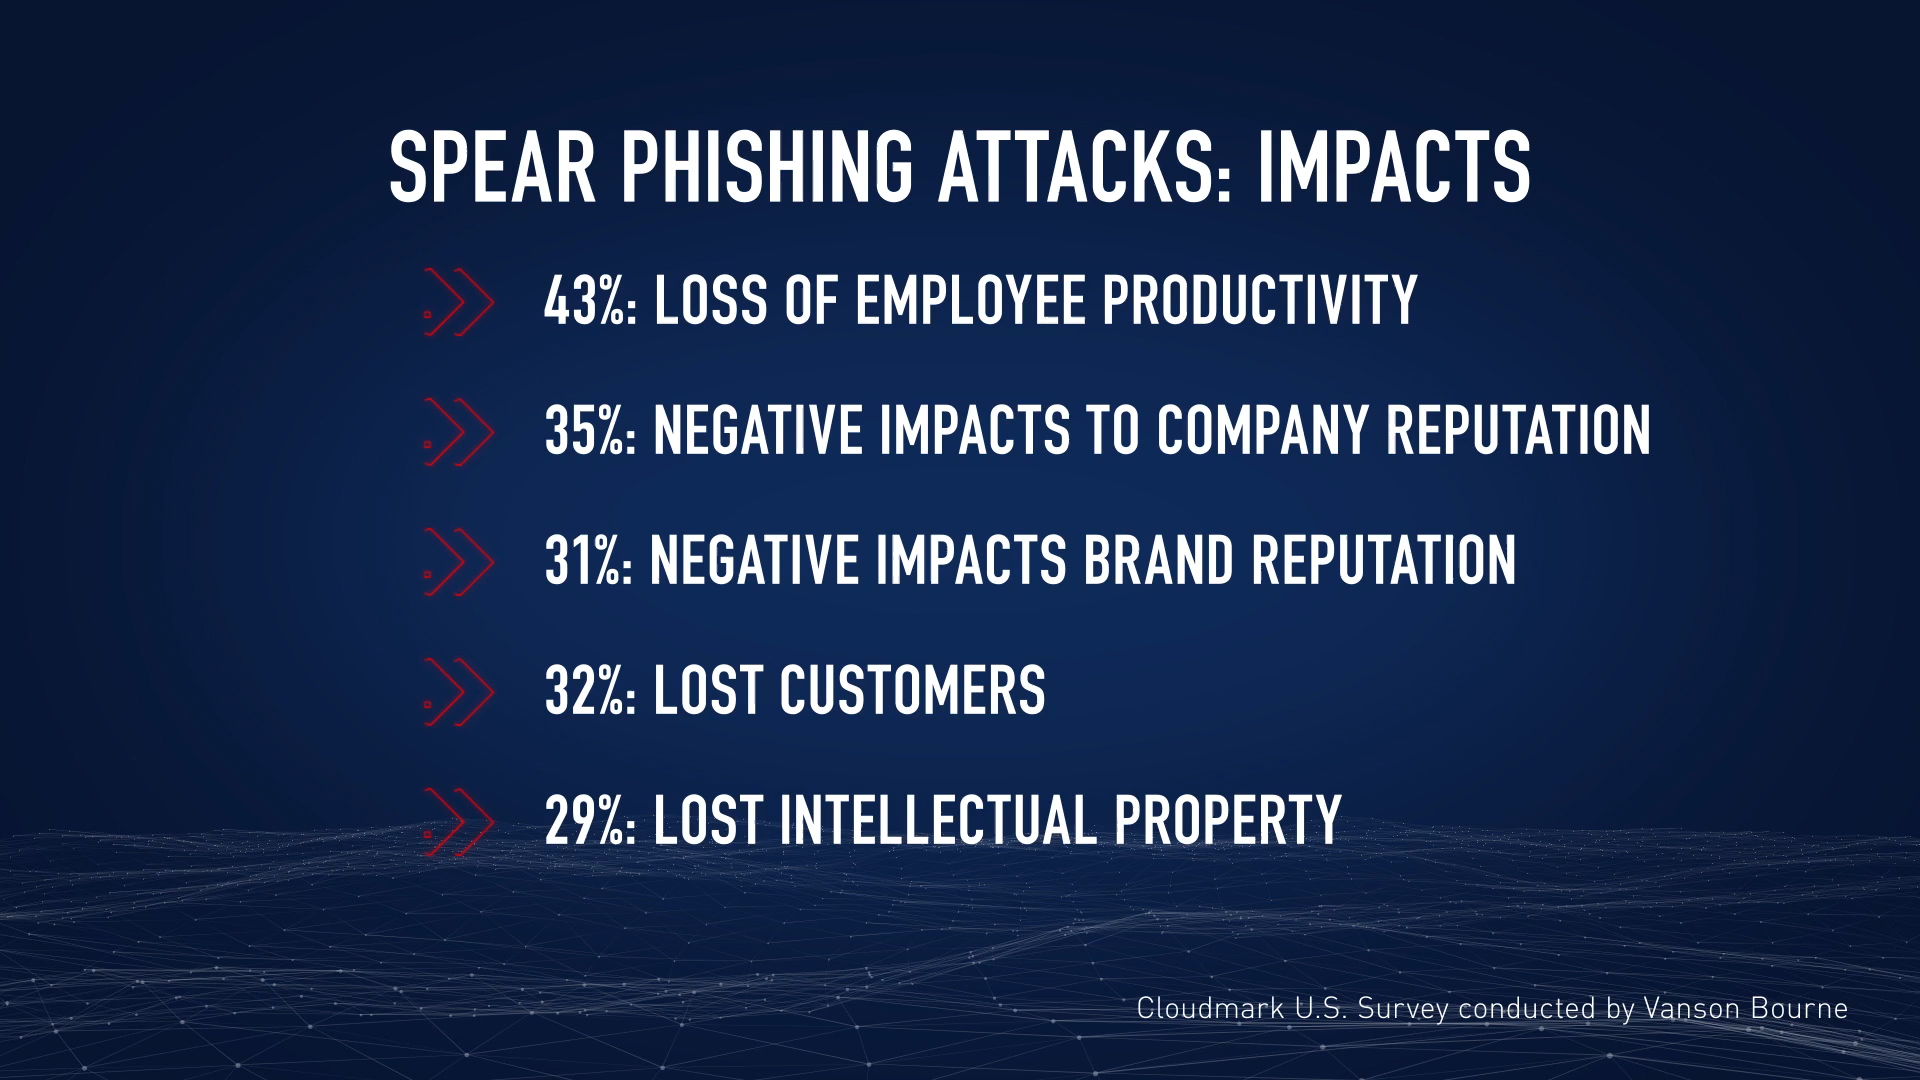 SPEAR PHISHING ATTACKS: IMPACTS
43%: LOSS OF EMPLOYEE PRODUCTIVITY
35%: NEGATIVE IMPACTS TO COMPANY REPUTATION
31%: NEGATIVE IMPACTS BRAND REPUTATION
32%: LOST CUSTOMERS
29%: LOST INTELLECTUAL PROPERTY
Cloudmark U.S. Survey conducted by Vanson Bourne